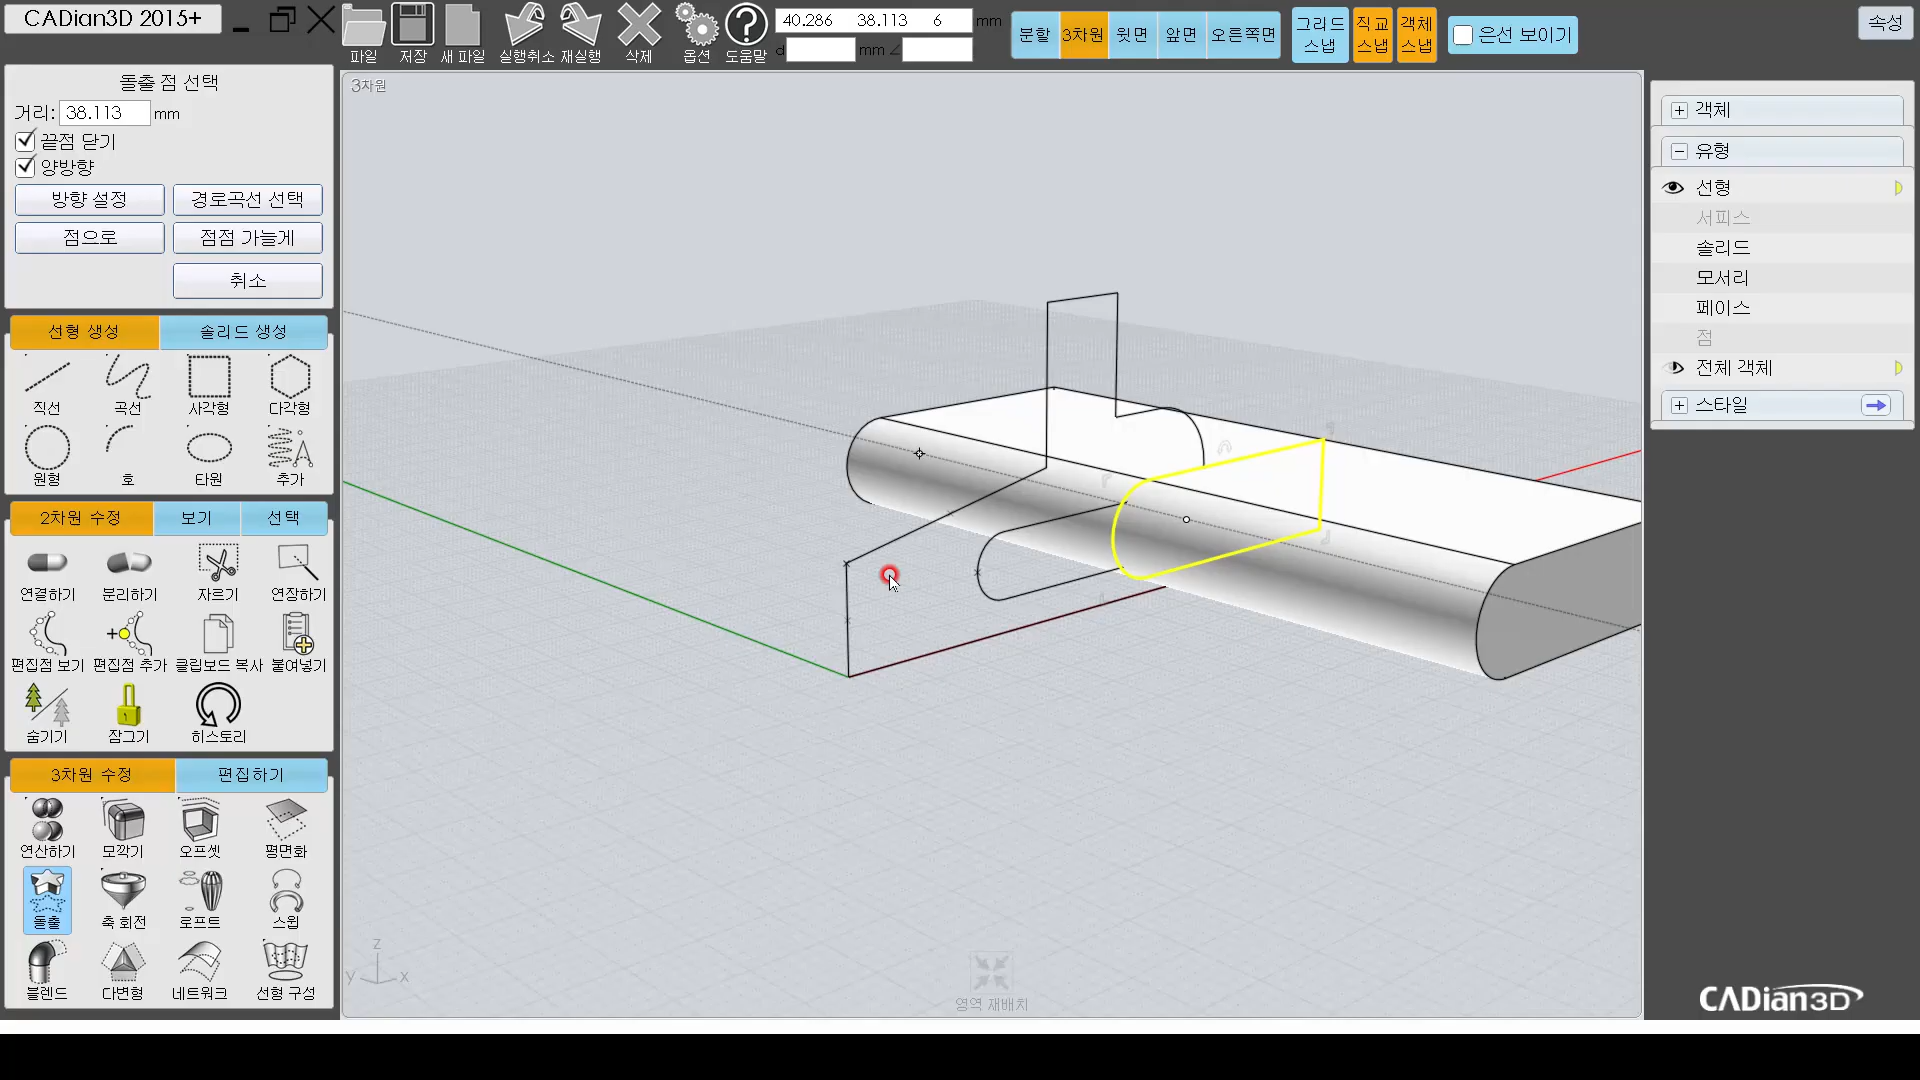 CADian3D 2015+
파일
저장
새 파일
실행취소
재실행
삭제
옵션
도움말
40.286 38.113 6 mm
d mm ∠
분할
3차원
윗면
앞면
오른쪽면
그리드
스냅
직교
스냅
객체
스냅
은선 보이기
속성
돌출 점 선택
거리: 38.113 mm
끝점 닫기
양방향
방향 설정
경로곡선 선택
점으로
점점 가늘게
취소
선형 생성
솔리드 생성
직선
곡선
사각형
다각형
원형
호
타원
추가
2차원 수정
보기
선택
연결하기
분리하기
자르기
연장하기
편집점 보기
편집점 추가
클립보드 복사
붙여넣기
숨기기
잠그기
히스토리
3차원 수정
편집하기
연산하기
모깍기
오프셋
평면화
돌출
축 회전
로프트
스윕
블렌드
다변형
네트워크
선형 구성
3차원
z
y
x
영역 재배치
객체
유형
선형
서피스
솔리드
모서리
페이스
점
전체 객체
스타일
CADian3D